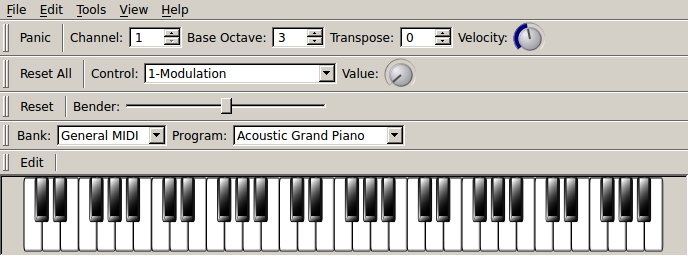 File Edit Tools View Help
Panic Channel: 1 Base Octave: 3 Transpose: 0 Velocity:
Reset All Control: 1-Modulation Value:
Reset Bender:
Bank: General MIDI Program: Acoustic Grand Piano
Edit